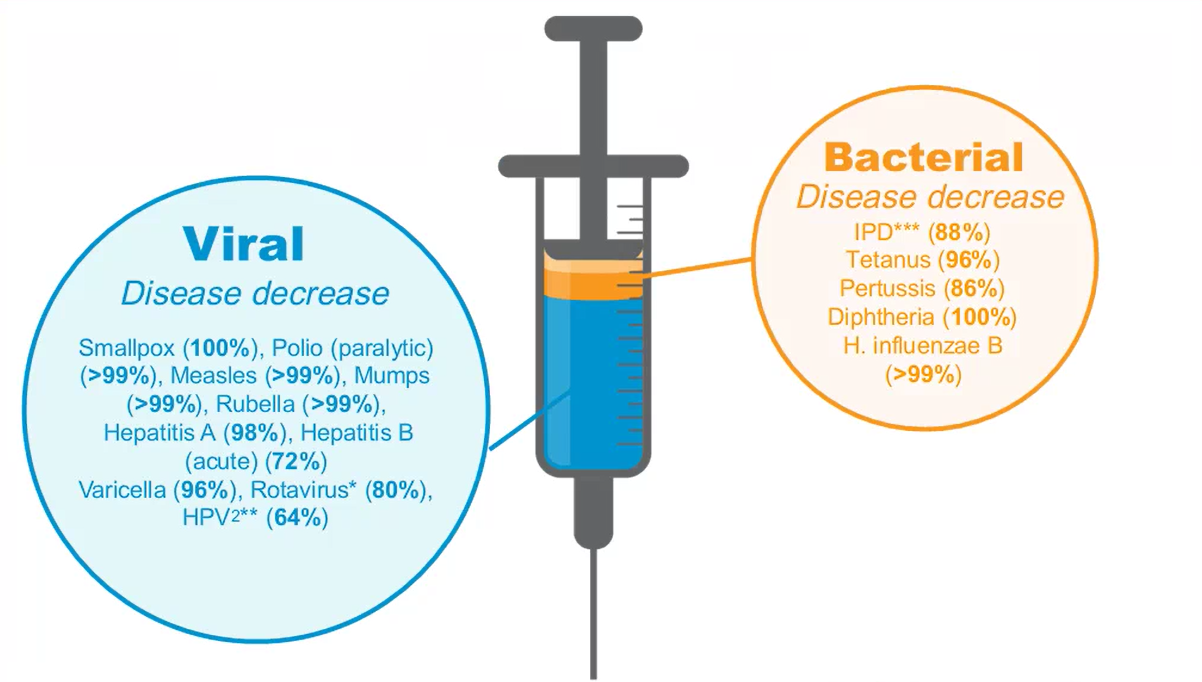 Viral
Disease decrease
Smallpox (100%), Polio (paralytic)
(>99%), Measles (>99%), Mumps
(>99%), Rubella (>99%),
Hepatitis A (98%), Hepatitis B
(acute) (72%)
Varicella (96%), Rotavirus* (80%),
HPV2** (64%)
Bacterial
Disease decrease
IPD*** (88%)
Tetanus (96%)
Pertussis (86%)
Diphtheria (100%)
H. influenzae B
(>99%)